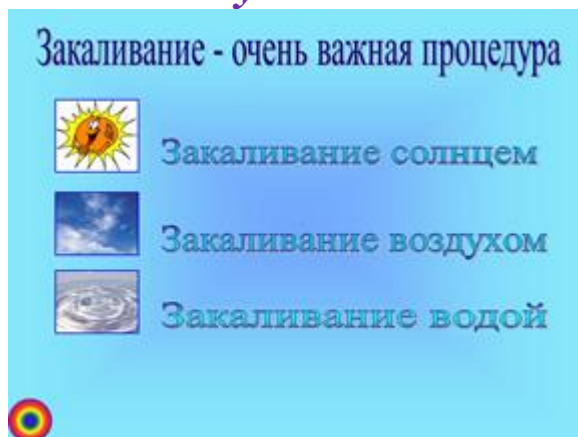 Закаливание - очень важная процедура
Закаливание солнцем
Закаливание воздухом
Закаливание водой